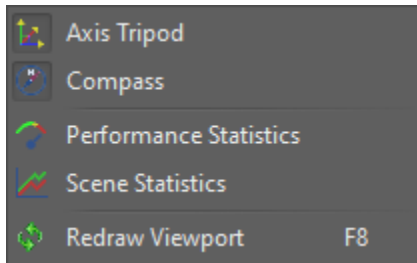 Axis Tripod
Compass
Performance Statistics
Scene Statistics
Redraw Viewport F8